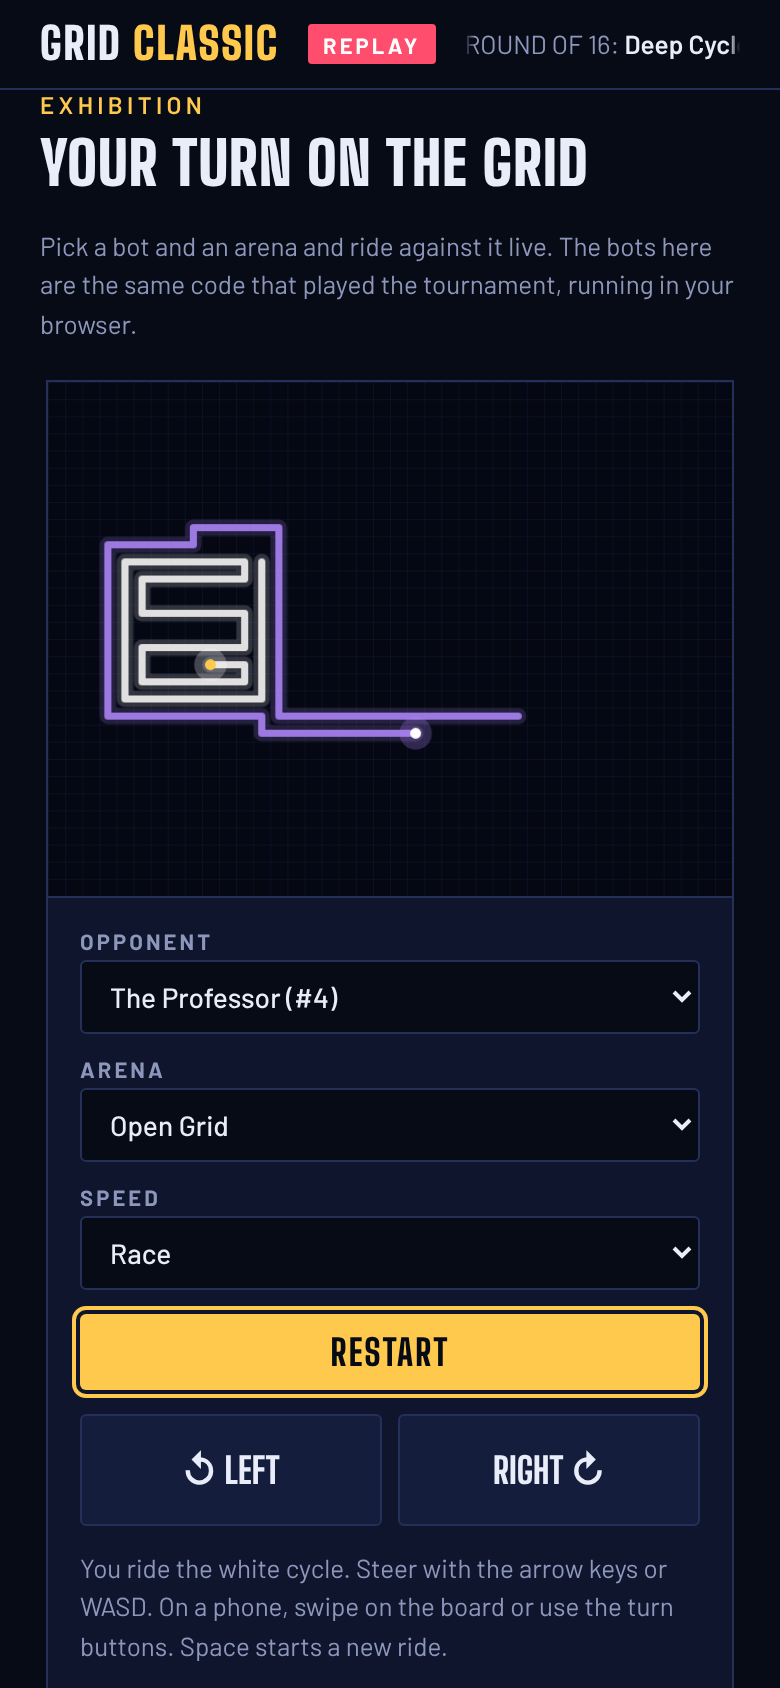 GRID CLASSIC REPLAY ROUND OF 16: Deep Cycl
EXHIBITION
YOUR TURN ON THE GRID
Pick a bot and an arena and ride against it live. The bots here
are the same code that played the tournament, running in your
browser.
OPPONENT
The Professor (#4)
ARENA
Open Grid
SPEED
Race
RESTART
LEFT
RIGHT
You ride the white cycle. Steer with the arrow keys or
WASD. On a phone, swipe on the board or use the turn
buttons. Space starts a new ride.